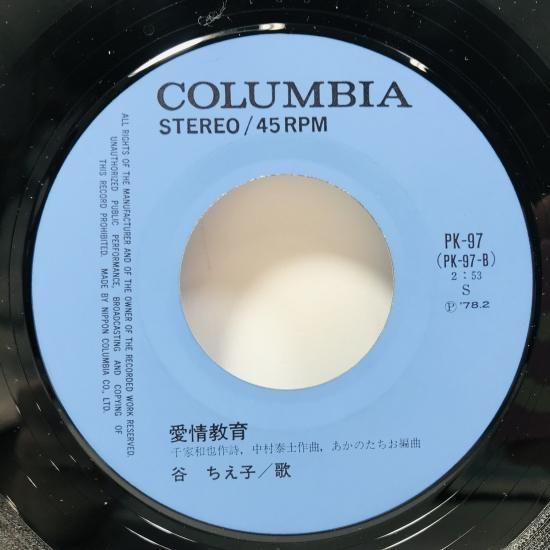 COLUMBIA
STEREO / 45 RPM
ALL RIGHTS OF THE MANUFACTURER AND OF THE OWNER OF THE RECORDED WORK RESERVED.
UNAUTHORIZED PUBLIC PERFORMANCE, BROADCASTING AND COPYING OF
THIS RECORD PROHIBITED. MADE BY NIPPON COLUMBIA CO., LTD.
PK-97
(PK-97-B)
2:53
S
Ⓟ '78.2
愛情教育
千家和也作詩, 中村泰士作曲, あかのたちお編曲
谷 ちえ子/歌